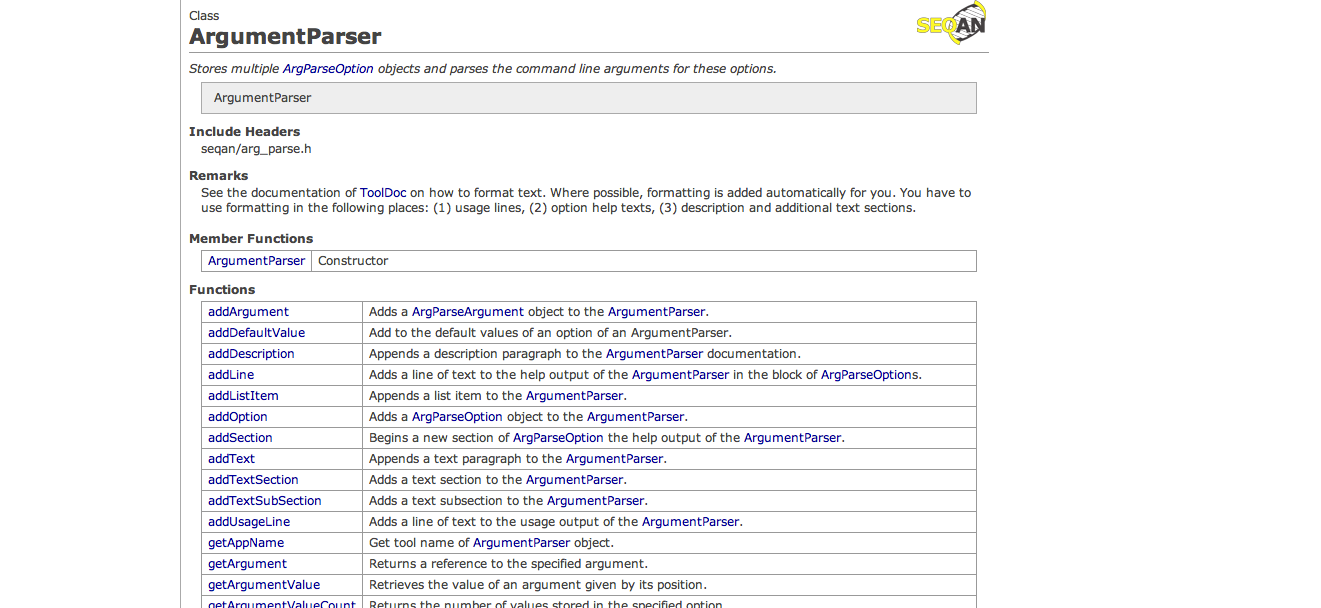 Class
SEQAN
ArgumentParser
Stores multiple ArgParseOption objects and parses the command line arguments for these options.
ArgumentParser
Include Headers
seqan/arg_parse.h
Remarks
See the documentation of ToolDoc on how to format text. Where possible, formatting is added automatically for you. You have to
use formatting in the following places: (1) usage lines, (2) option help texts, (3) description and additional text sections.
Member Functions
ArgumentParser Constructor
Functions
addArgument Adds a ArgParseArgument object to the ArgumentParser.
addDefaultValue Add to the default values of an option of an ArgumentParser.
addDescription Appends a description paragraph to the ArgumentParser documentation.
addLine Adds a line of text to the help output of the ArgumentParser in the block of ArgParseOptions.
addListItem Appends a list item to the ArgumentParser.
addOption Adds a ArgParseOption object to the ArgumentParser.
addSection Begins a new section of ArgParseOption the help output of the ArgumentParser.
addText Appends a text paragraph to the ArgumentParser.
addTextSection Adds a text section to the ArgumentParser.
addTextSubSection Adds a text subsection to the ArgumentParser.
addUsageLine Adds a line of text to the usage output of the ArgumentParser.
getAppName Get tool name of ArgumentParser object.
getArgument Returns a reference to the specified argument.
getArgumentValue Retrieves the value of an argument given by its position.
getArgumentValueCount Returns the number of values stored in the specified option.